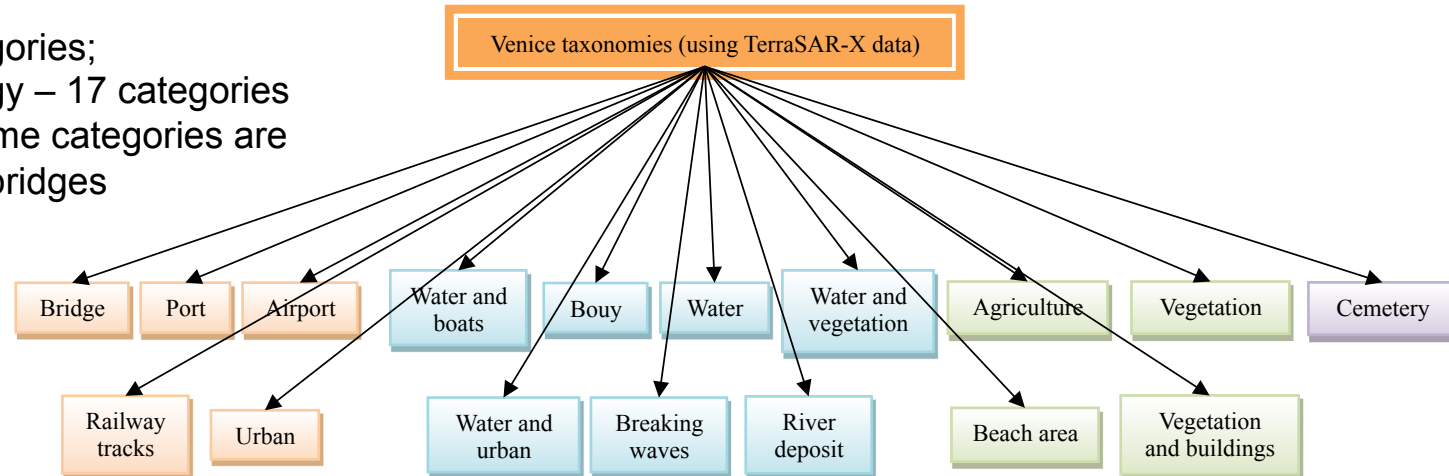 gories;
gy – 17 categories
me categories are
bridges
Venice taxonomies (using TerraSAR-X data)
Bridge
Port
Airport
Water and
boats
Bouy
Water
Water and
vegetation
Agriculture
Vegetation
Cemetery
Railway
tracks
Urban
Water and
urban
Breaking
waves
River
deposit
Beach area
Vegetation
and buildings